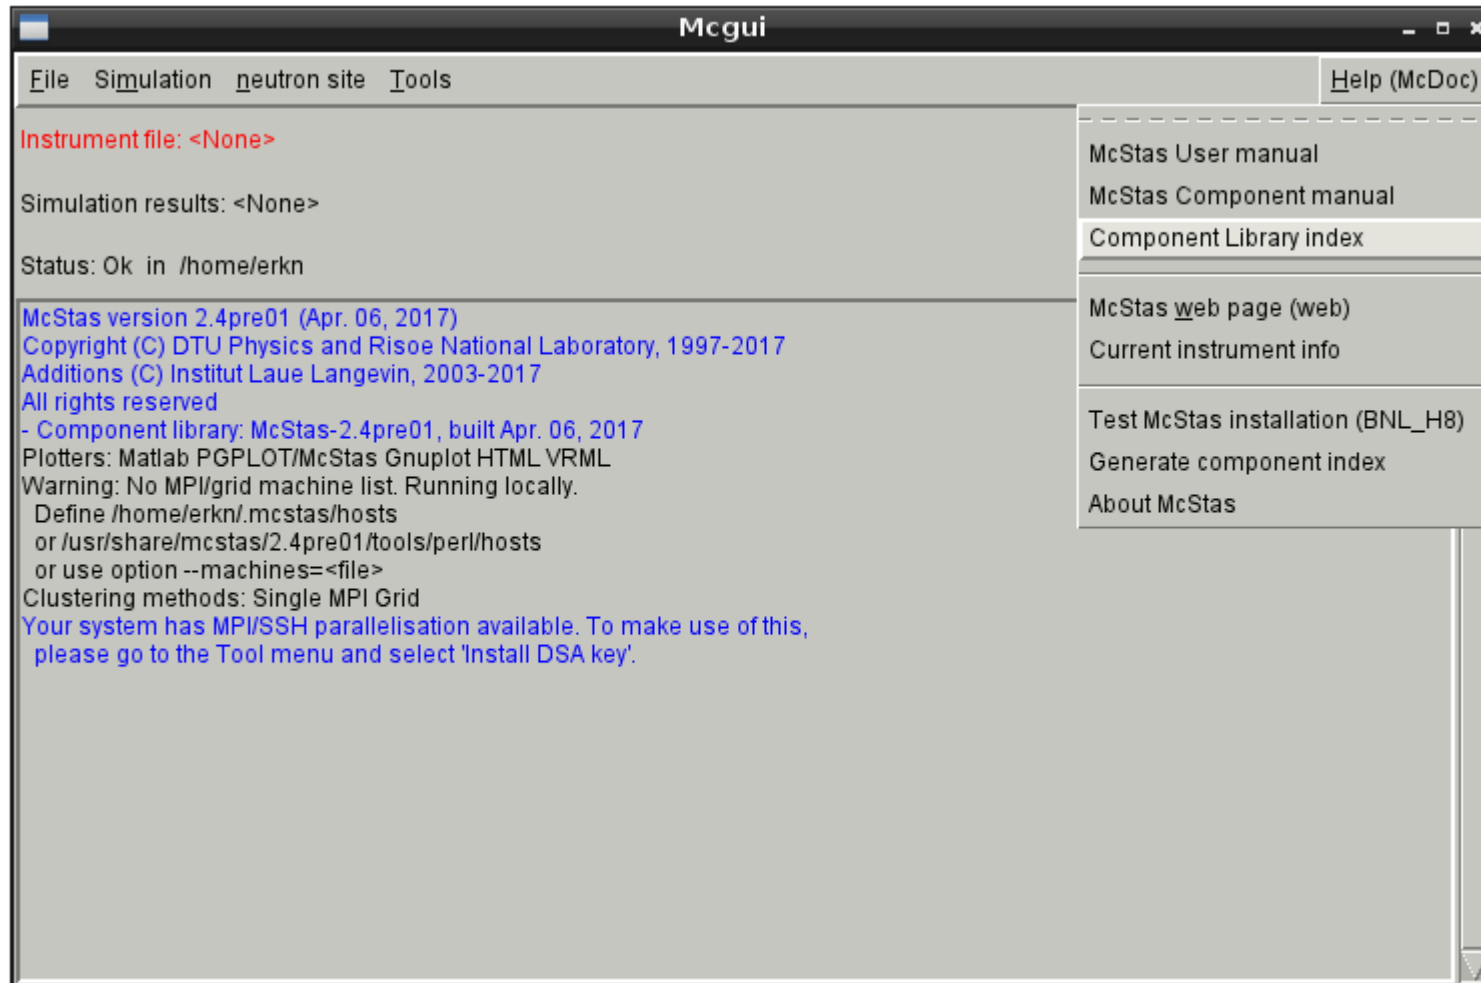 Mcgui
File Simulation neutron site Tools Help (McDoc)
Instrument file: <None>
Simulation results: <None>
Status: Ok in /home/erkn
McStas User manual
McStas Component manual
Component Library index
McStas web page (web)
Current instrument info
Test McStas installation (BNL_H8)
Generate component index
About McStas
McStas version 2.4pre01 (Apr. 06, 2017)
Copyright (C) DTU Physics and Risoe National Laboratory, 1997-2017
Additions (C) Institut Laue Langevin, 2003-2017
All rights reserved
- Component library: McStas-2.4pre01, built Apr. 06, 2017
Plotters: Matlab PGPLOT/McStas Gnuplot HTML VRML
Warning: No MPI/grid machine list. Running locally.
Define /home/erkn/.mcstas/hosts
or /usr/share/mcstas/2.4pre01/tools/perl/hosts
or use option --machines=<file>
Clustering methods: Single MPI Grid
Your system has MPI/SSH parallelisation available. To make use of this,
please go to the Tool menu and select 'Install DSA key'.